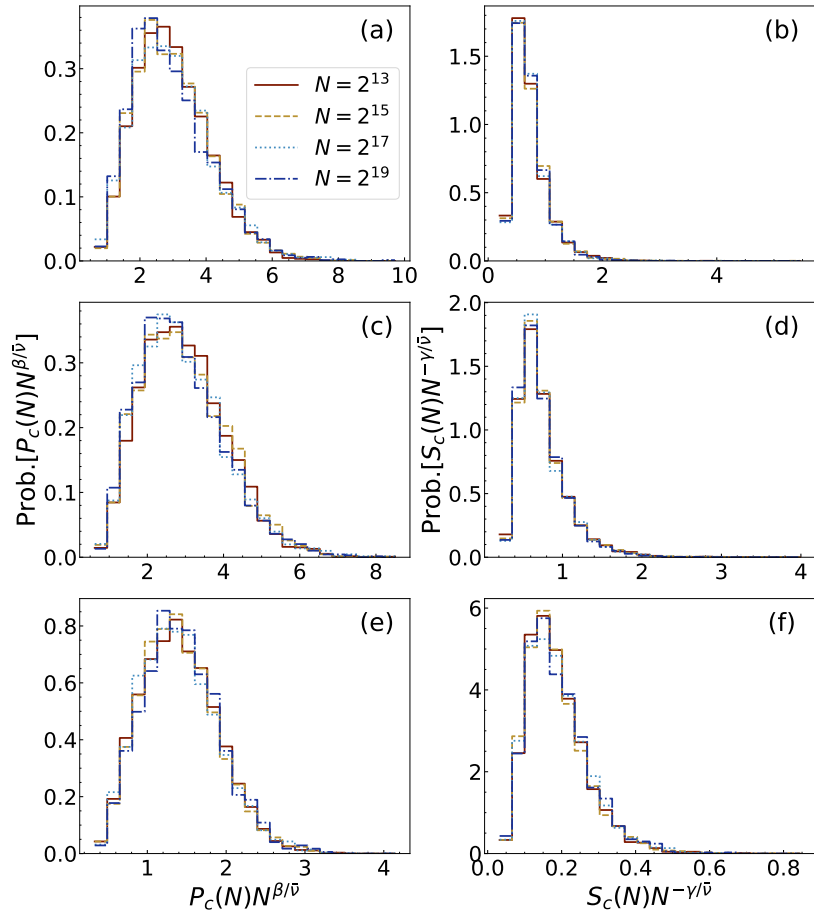 (a)
0.3
0.2
0.1
0.0
N = 2^13
N = 2^15
N = 2^17
N = 2^19
2 4 6 8 10
(b)
1.5
1.0
0.5
0.0
0 2 4
Prob.[P_c(N)N^{β/ν̄}]
(c)
0.3
0.2
0.1
0.0
2 4 6 8
Prob.[S_c(N)N^{−γ/ν̄}]
(d)
2.0
1.5
1.0
0.5
0.0
1 2 3 4
(e)
0.8
0.6
0.4
0.2
0.0
1 2 3 4
P_c(N)N^{β/ν̄}
(f)
6
4
2
0
0.0 0.2 0.4 0.6 0.8
S_c(N)N^{−γ/ν̄}